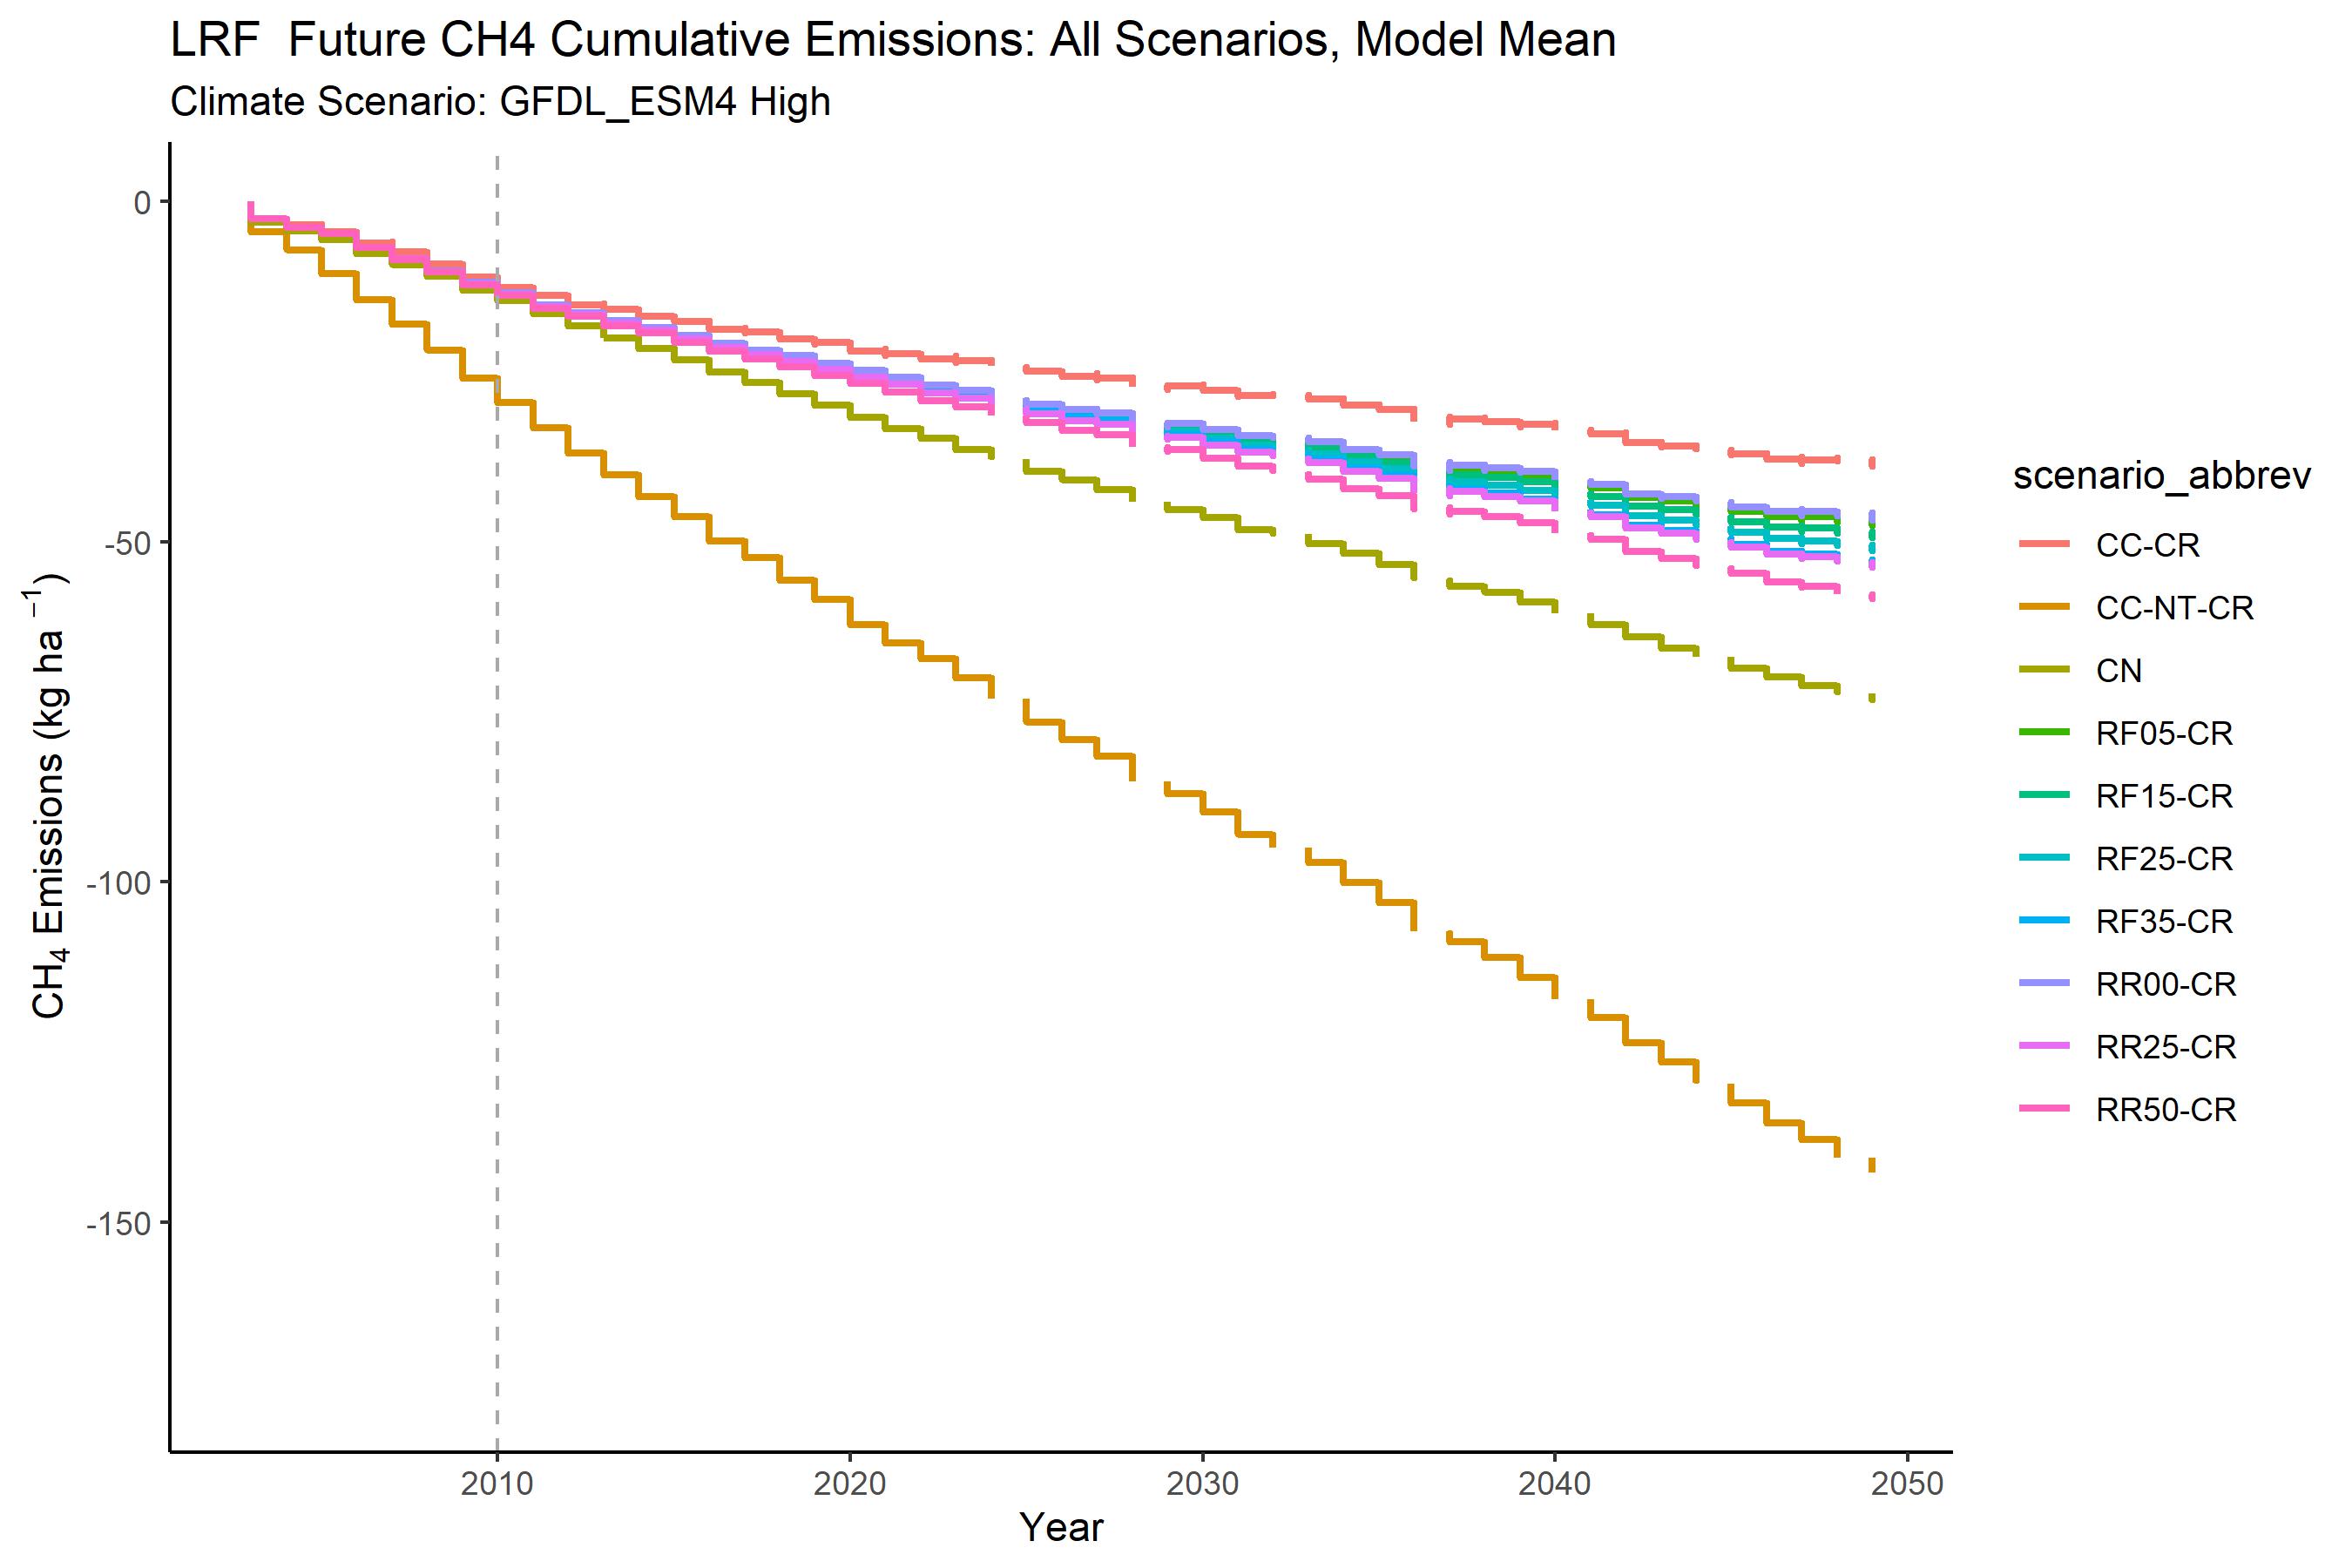 LRF  Future CH4 Cumulative Emissions: All Scenarios, Model Mean
Climate Scenario: GFDL_ESM4 High
0
-50
-100
-150
CH₄ Emissions (kg ha ⁻¹)
2010 2020 2030 2040 2050
Year
scenario_abbrev
CC-CR
CC-NT-CR
CN
RF05-CR
RF15-CR
RF25-CR
RF35-CR
RR00-CR
RR25-CR
RR50-CR